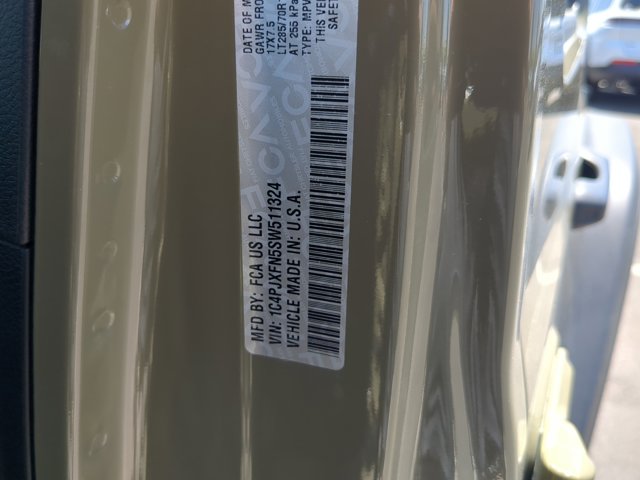 MFD BY: FCA US LLC DATE OF M
GAWR FRO
17X7.5
LT285/70R
AT 255 kPa
VIN: 1C4PJXFN5SW511324 TYPE: MPV
VEHICLE MADE IN: U.S.A. THIS VE
SAFET